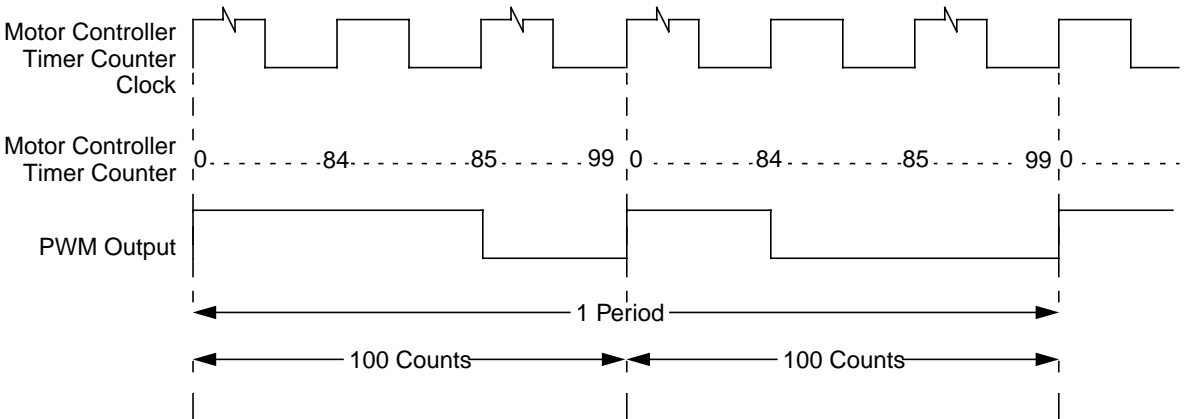 Motor Controller
Timer Counter
Clock
Motor Controller
Timer Counter
0 84 85 99 0 84 85 99 0
PWM Output
1 Period
100 Counts 100 Counts